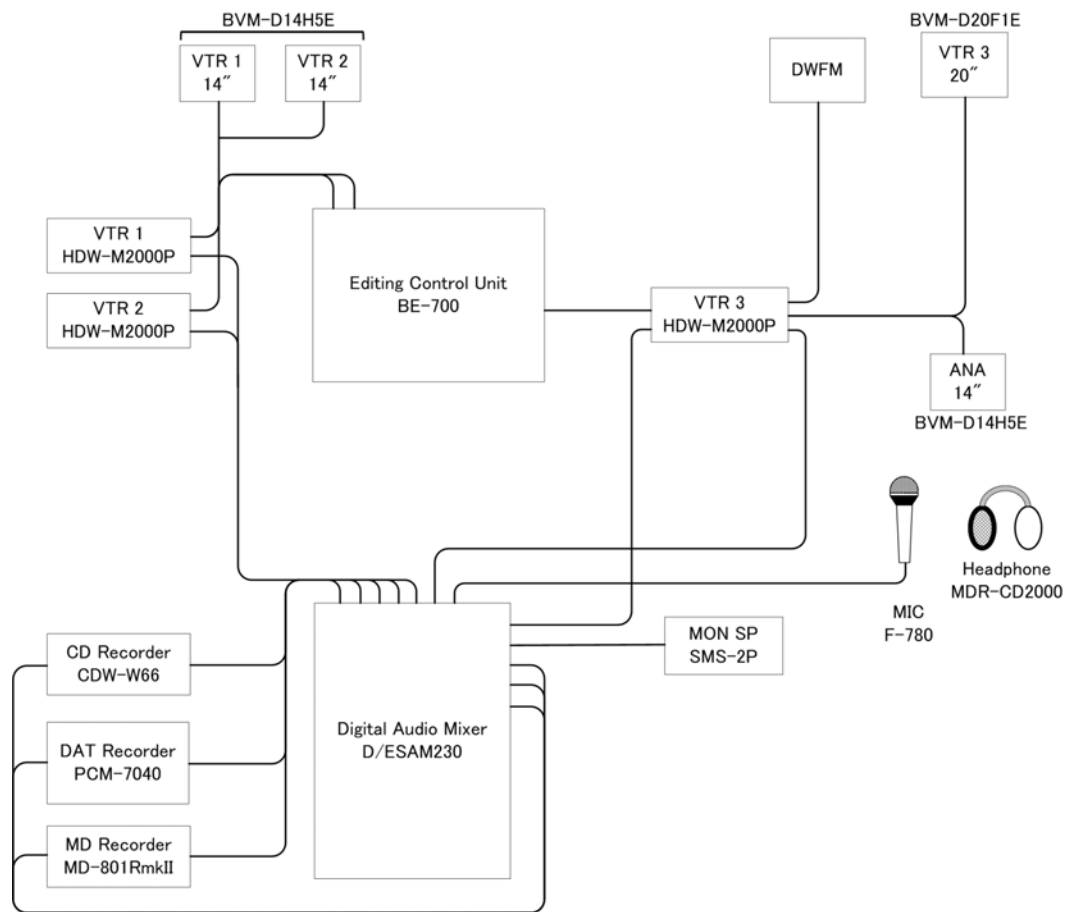 BVM-D14H5E
VTR 1
14″
VTR 2
14″
DWFM
BVM-D20F1E
VTR 3
20″
VTR 1
HDW-M2000P
VTR 2
HDW-M2000P
Editing Control Unit
BE-700
VTR 3
HDW-M2000P
ANA
14″
BVM-D14H5E
Headphone
MDR-CD2000
MIC
F-780
MON SP
SMS-2P
CD Recorder
CDW-W66
Digital Audio Mixer
D/ESAM230
DAT Recorder
PCM-7040
MD Recorder
MD-801RmkII